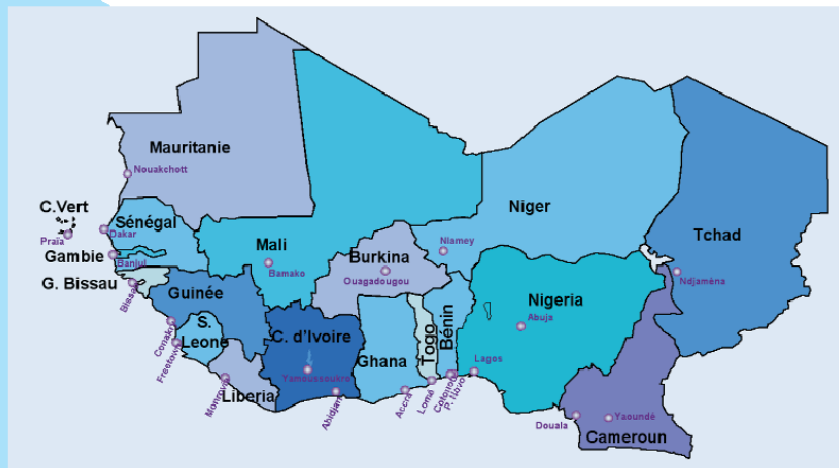 Mauritanie
Nouakchott
C.Vert
Praïa
Sénégal
Dakar
Gambie
Banjul
G. Bissau
Bissau
Guinée
Conakry
S.
Leone
Freetown
Liberia
Monrovia
Mali
Bamako
Burkina
Ouagadougou
C. d'Ivoire
Yamoussoukro
Abidjan
Ghana
Accra
Togo
Lomé
Bénin
Cotonou
P. Novo
Niger
Niamey
Nigeria
Abuja
Lagos
Tchad
Ndjaména
Cameroun
Douala
Yaoundé